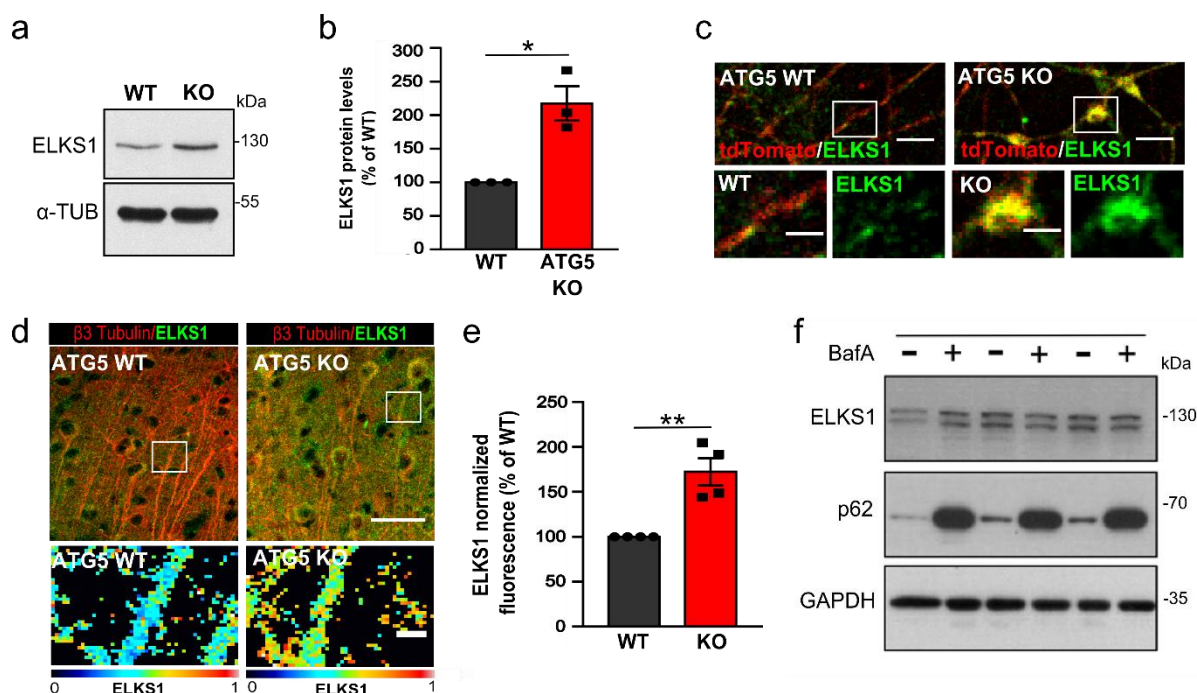 a
WT KO
kDa
ELKS1
-130
α-TUB
-55
b
ELKS1 protein levels
(% of WT)
300
250
200
150
100
50
0
*
WT
ATG5
KO
c
ATG5 WT
tdTomato/ELKS1
ATG5 KO
tdTomato/ELKS1
WT
ELKS1
KO
ELKS1
d
β3 Tubulin/ELKS1
β3 Tubulin/ELKS1
ATG5 WT
ATG5 KO
ATG5 WT
ATG5 KO
0 ELKS1 1
0 ELKS1 1
e
ELKS1 normalized
fluorescence (% of WT)
250
200
150
100
50
0
**
WT
KO
f
BafA - + - + - +
kDa
ELKS1
-130
p62
-70
GAPDH
-35